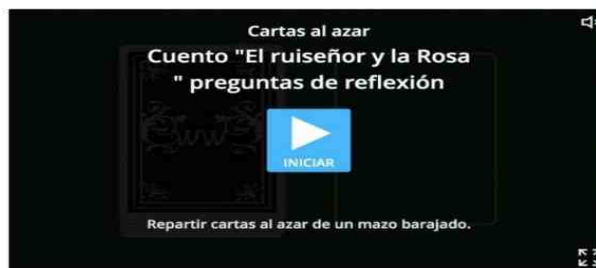 Cartas al azar
Cuento "El ruiseñor y la Rosa
" preguntas de reflexión
WW
INICIAR
Repartir cartas al azar de un mazo barajado.